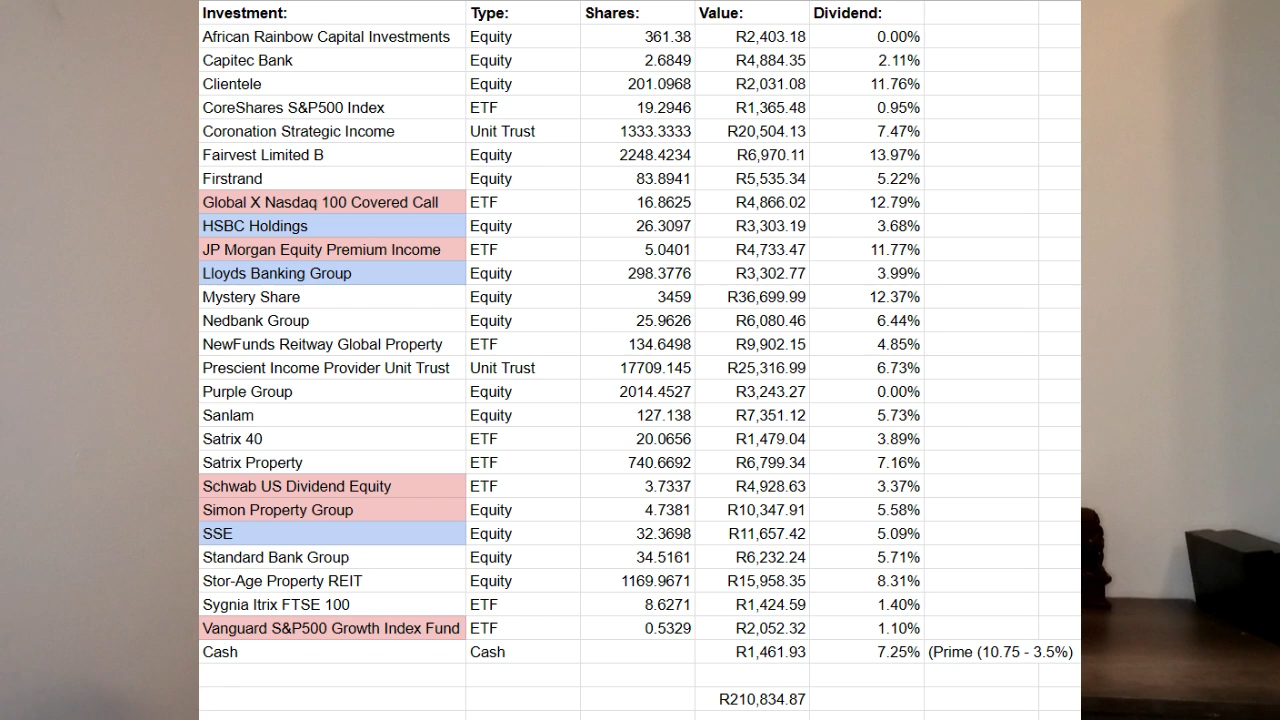 Investment: Type: Shares: Value: Dividend:
African Rainbow Capital Investments Equity 361.38 R2,403.18 0.00%
Capitec Bank Equity 2.6849 R4,884.35 2.11%
Clientele Equity 201.0968 R2,031.08 11.76%
CoreShares S&P500 Index ETF 19.2946 R1,365.48 0.95%
Coronation Strategic Income Unit Trust 1333.3333 R20,504.13 7.47%
Fairvest Limited B Equity 2248.4234 R6,970.11 13.97%
Firstrand Equity 83.8941 R5,535.34 5.22%
Global X Nasdaq 100 Covered Call ETF 16.8625 R4,866.02 12.79%
HSBC Holdings Equity 26.3097 R3,303.19 3.68%
JP Morgan Equity Premium Income ETF 5.0401 R4,733.47 11.77%
Lloyds Banking Group Equity 298.3776 R3,302.77 3.99%
Mystery Share Equity 3459 R36,699.99 12.37%
Nedbank Group Equity 25.9626 R6,080.46 6.44%
NewFunds Reitway Global Property ETF 134.6498 R9,902.15 4.85%
Prescient Income Provider Unit Trust Unit Trust 17709.145 R25,316.99 6.73%
Purple Group Equity 2014.4527 R3,243.27 0.00%
Sanlam Equity 127.138 R7,351.12 5.73%
Satrix 40 ETF 20.0656 R1,479.04 3.89%
Satrix Property ETF 740.6692 R6,799.34 7.16%
Schwab US Dividend Equity ETF 3.7337 R4,928.63 3.37%
Simon Property Group Equity 4.7381 R10,347.91 5.58%
SSE Equity 32.3698 R11,657.42 5.09%
Standard Bank Group Equity 34.5161 R6,232.24 5.71%
Stor-Age Property REIT Equity 1169.9671 R15,958.35 8.31%
Sygnia Itrix FTSE 100 ETF 8.6271 R1,424.59 1.40%
Vanguard S&P500 Growth Index Fund ETF 0.5329 R2,052.32 1.10%
Cash Cash R1,461.93 7.25% (Prime (10.75 - 3.5%)
R210,834.87